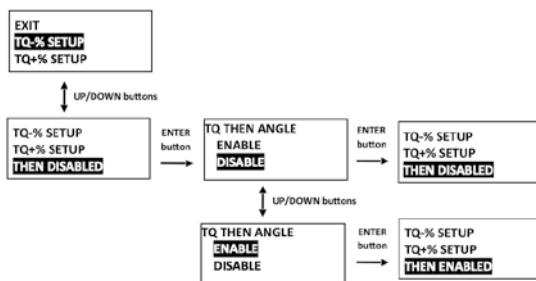 EXIT
TQ-% SETUP
TQ+% SETUP
UP/DOWN buttons
TQ-% SETUP
TQ+% SETUP
THEN DISABLED
ENTER
button
TQ THEN ANGLE
ENABLE
DISABLE
ENTER
button
TQ-% SETUP
TQ+% SETUP
THEN DISABLED
UP/DOWN buttons
TQ THEN ANGLE
ENABLE
DISABLE
ENTER
button
TQ-% SETUP
TQ+% SETUP
THEN ENABLED